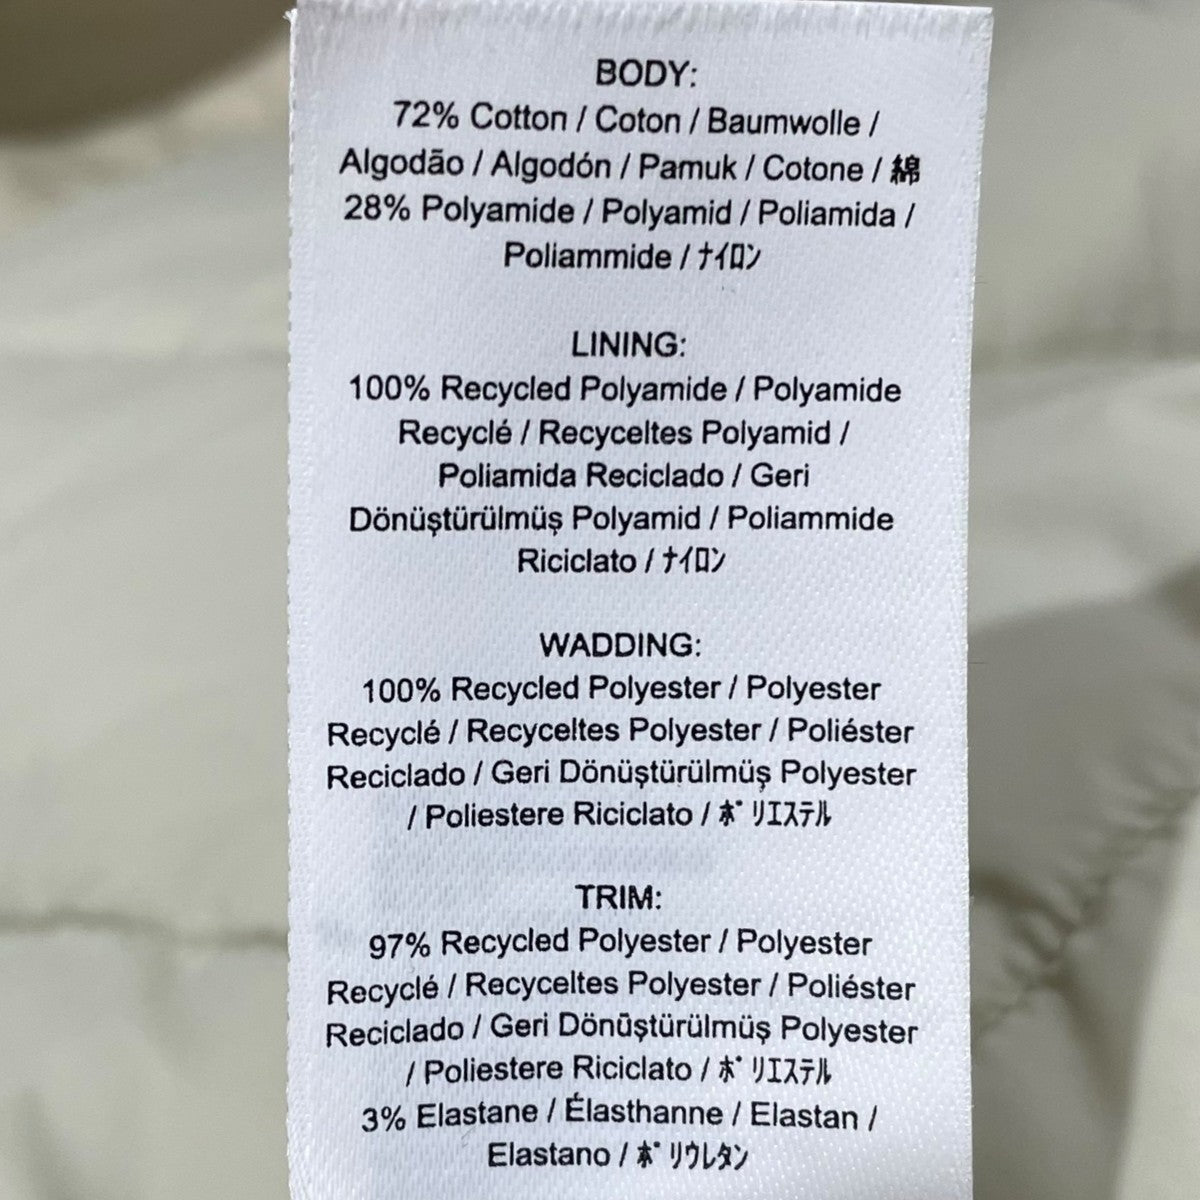 BODY:
72% Cotton / Coton / Baumwolle /
Algodão / Algodón / Pamuk / Cotone / 綿
28% Polyamide / Polyamid / Poliamida /
Poliammide / ﾅｲﾛﾝ
LINING:
100% Recycled Polyamide / Polyamide
Recyclé / Recyceltes Polyamid /
Poliamida Reciclado / Geri
Dönüştürülmüş Polyamid / Poliammide
Riciclato / ﾅｲﾛﾝ
WADDING:
100% Recycled Polyester / Polyester
Recyclé / Recyceltes Polyester / Poliéster
Reciclado / Geri Dönüştürülmüş Polyester
/ Poliestere Riciclato / ﾎﾟﾘｴｽﾃﾙ
TRIM:
97% Recycled Polyester / Polyester
Recyclé / Recyceltes Polyester / Poliéster
Reciclado / Geri Dönüştürülmüş Polyester
/ Poliestere Riciclato / ﾎﾟﾘｴｽﾃﾙ
3% Elastane / Élasthanne / Elastan /
Elastano / ﾎﾟﾘｳﾚﾀﾝ